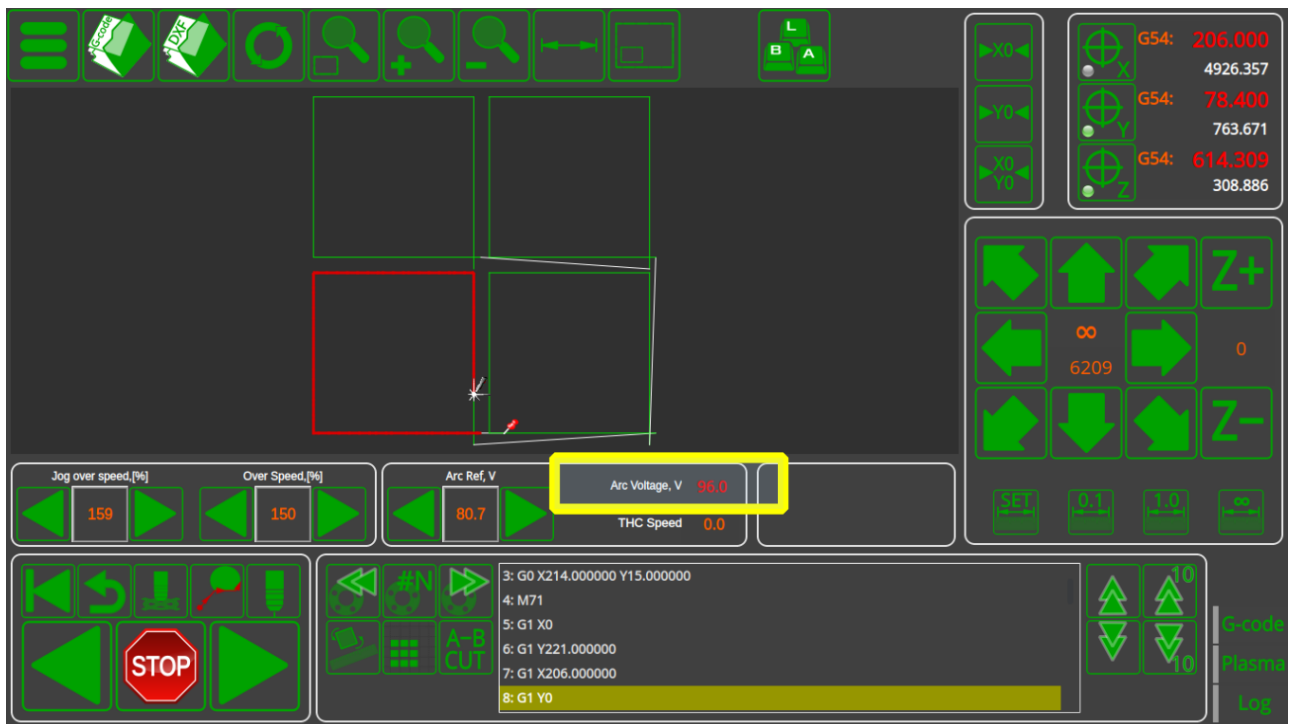 G-code
DXF
L
B A
►X0◄
X
G54: 206.000
4926.357
►Y0◄
Y
G54: 78.400
763.671
►X0◄
Y0
Z
G54: 614.309
308.886
Z+
∞
6209
0
Z-
SET
0.1
1.0
∞
Jog over speed,[%]
159
Over Speed,[%]
150
Arc Ref, V
80.7
Arc Voltage, V 96.0
THC Speed 0.0
STOP
#N
A-B
CUT
3: G0 X214.000000 Y15.000000
4: M71
5: G1 X0
6: G1 Y221.000000
7: G1 X206.000000
8: G1 Y0
10
10
G-code
Plasma
Log